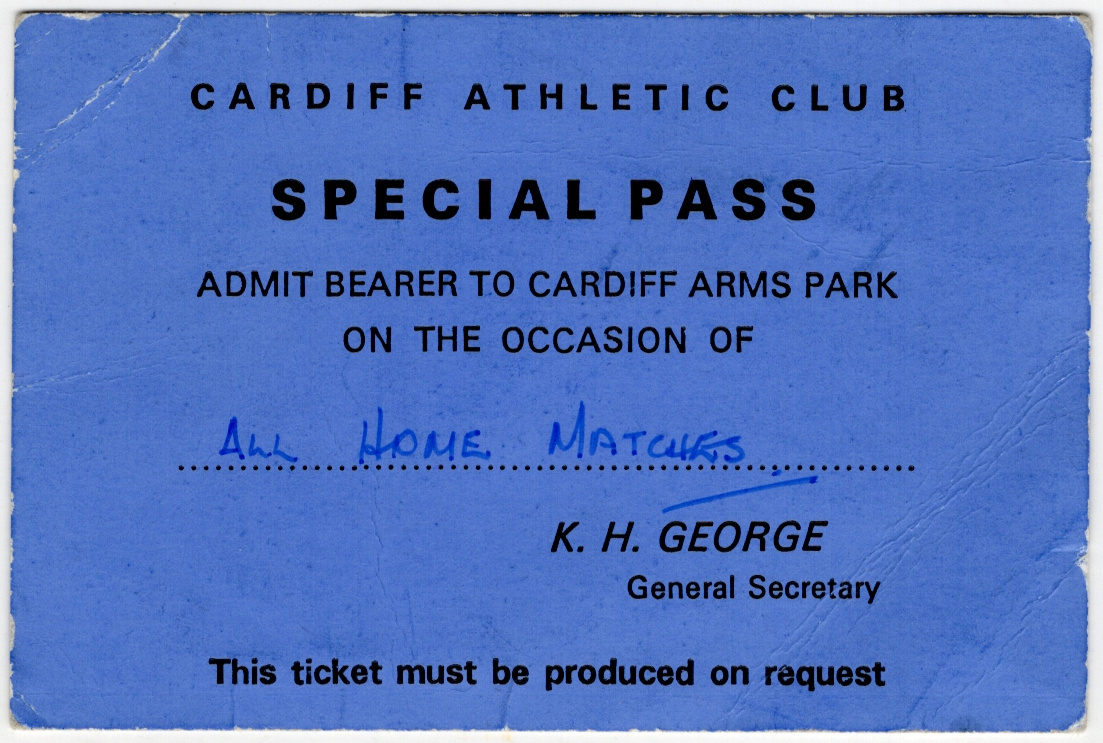 CARDIFF ATHLETIC CLUB
SPECIAL PASS
ADMIT BEARER TO CARDIFF ARMS PARK
ON THE OCCASION OF
ALL HOME MATCHES
K. H. GEORGE
General Secretary
This ticket must be produced on request